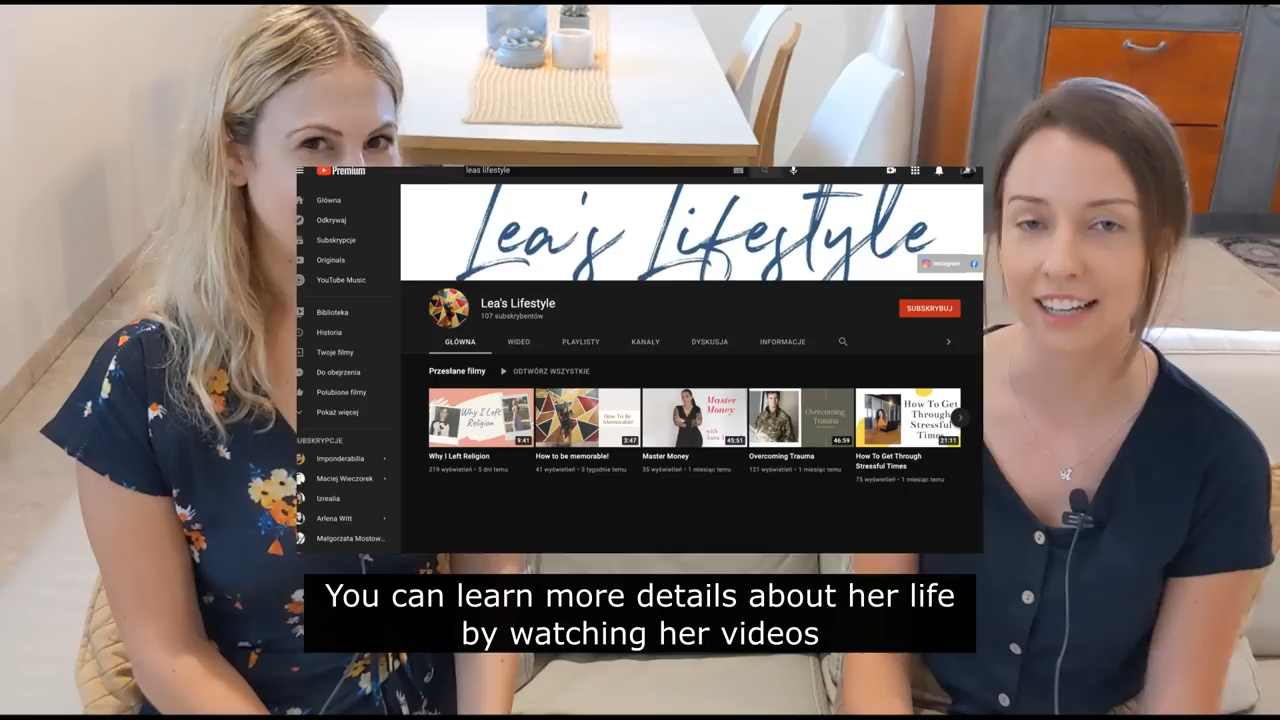 Premium
leas lifestyle
Główna
Odkrywaj
Subskrypcje
Originals
YouTube Music
Biblioteka
Historia
Twoje filmy
Do obejrzenia
Polubione filmy
Pokaż więcej
SUBSKRYPCJE
Imponderabilia
Maciej Wieczorek
Izrealia
Arlena Witt
Małgorzata Mostow...
Lea's Lifestyle
Instagram
Lea's Lifestyle
107 subskrybentów
SUBSKRYBUJ
GŁÓWNA WIDEO PLAYLISTY KANAŁY DYSKUSJA INFORMACJE
Przesłane filmy ODTWÓRZ WSZYSTKIE
Why I Left
Religion
9:41
How To Be
Memorable!
3:47
Master
Money
with
45:51
Overcoming
Trauma
46:59
How To Get
Through
Stressful
Times
21:11
Why I Left Religion
219 wyświetleń • 5 dni temu
How to be memorable!
41 wyświetleń • 3 tygodnie temu
Master Money
35 wyświetleń • 1 miesiąc temu
Overcoming Trauma
121 wyświetleń • 1 miesiąc temu
How To Get Through
Stressful Times
75 wyświetleń • 1 miesiąc temu
You can learn more details about her life
by watching her videos